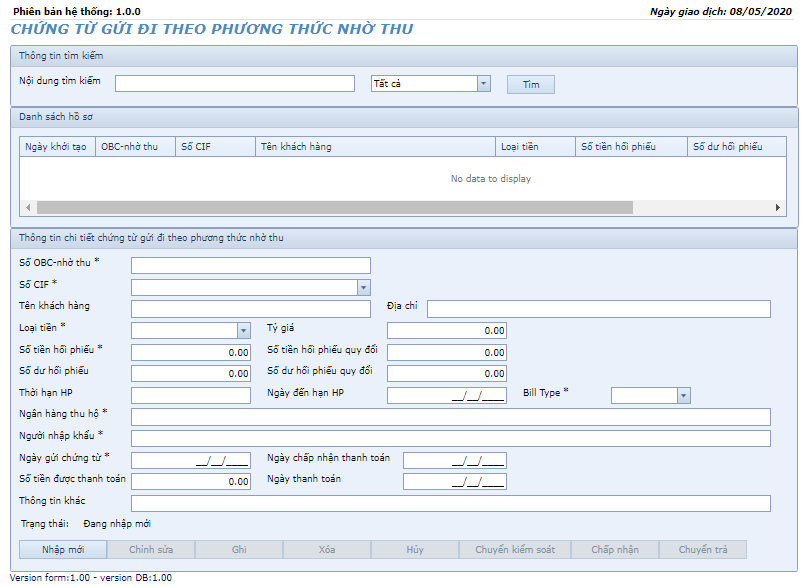 Phiên bản hệ thống: 1.0.0 Ngày giao dịch: 08/05/2020
CHỨNG TỪ GỬI ĐI THEO PHƯƠNG THỨC NHỜ THU
Thông tin tìm kiếm
Nội dung tìm kiếm Tất cả Tìm
Danh sách hồ sơ
Ngày khởi tạo OBC-nhờ thu Số CIF Tên khách hàng Loại tiền Số tiền hối phiếu Số dư hối phiếu
No data to display
Thông tin chi tiết chứng từ gửi đi theo phương thức nhờ thu
Số OBC-nhờ thu *
Số CIF *
Tên khách hàng Địa chỉ
Loại tiền * Tỷ giá 0.00
Số tiền hối phiếu * 0.00 Số tiền hối phiếu quy đổi 0.00
Số dư hối phiếu 0.00 Số dư hối phiếu quy đổi 0.00
Thời hạn HP Ngày đến hạn HP __/__/____ Bill Type *
Ngân hàng thu hộ *
Người nhập khẩu *
Ngày gửi chứng từ * __/__/____ Ngày chấp nhận thanh toán __/__/____
Số tiền được thanh toán 0.00 Ngày thanh toán __/__/____
Thông tin khác
Trạng thái: Đang nhập mới
Nhập mới Chỉnh sửa Ghi Xóa Hủy Chuyển kiểm soát Chấp nhận Chuyển trả
Version form:1.00 - version DB:1.00